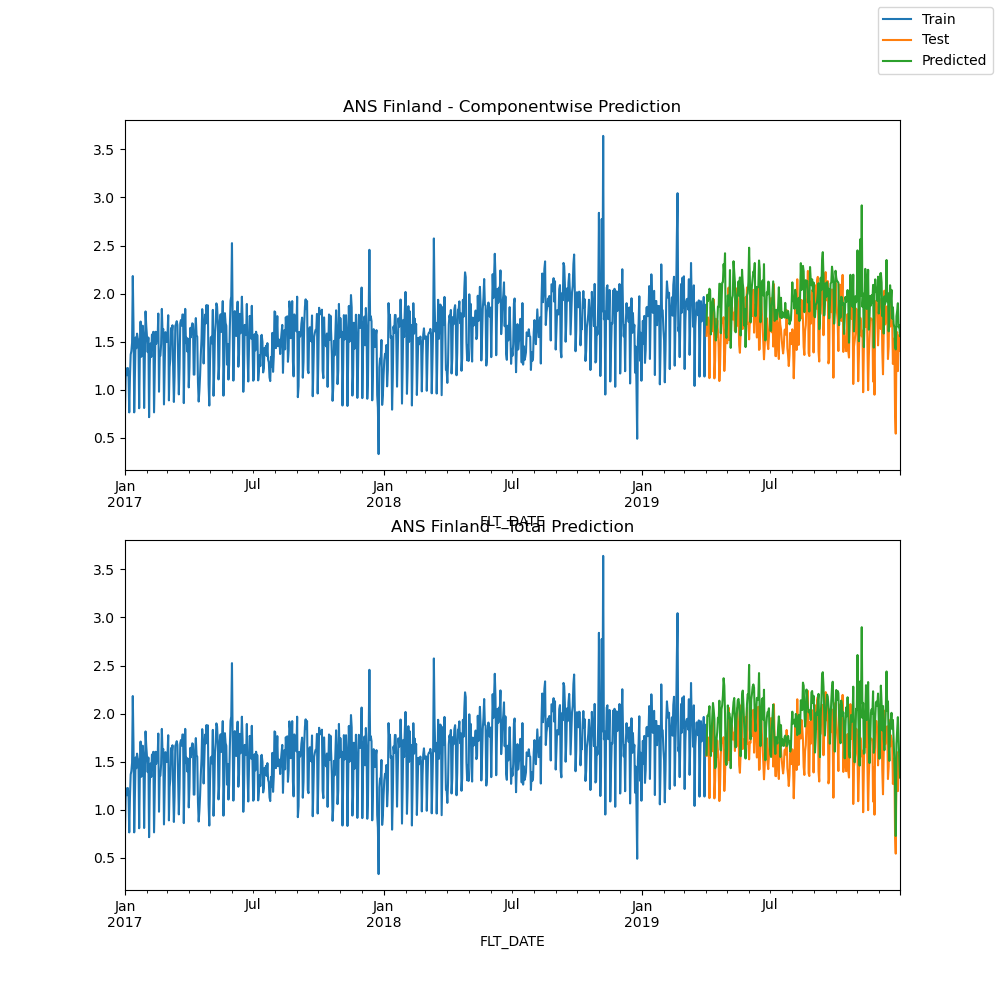 Train
Test
Predicted
ANS Finland - Componentwise Prediction
3.5
3.0
2.5
2.0
1.5
1.0
0.5
Jan
2017
Jul
Jan
2018
Jul
Jan
2019
Jul
FLT_DATE
ANS Finland - Total Prediction
3.5
3.0
2.5
2.0
1.5
1.0
0.5
Jan
2017
Jul
Jan
2018
Jul
Jan
2019
Jul
FLT_DATE